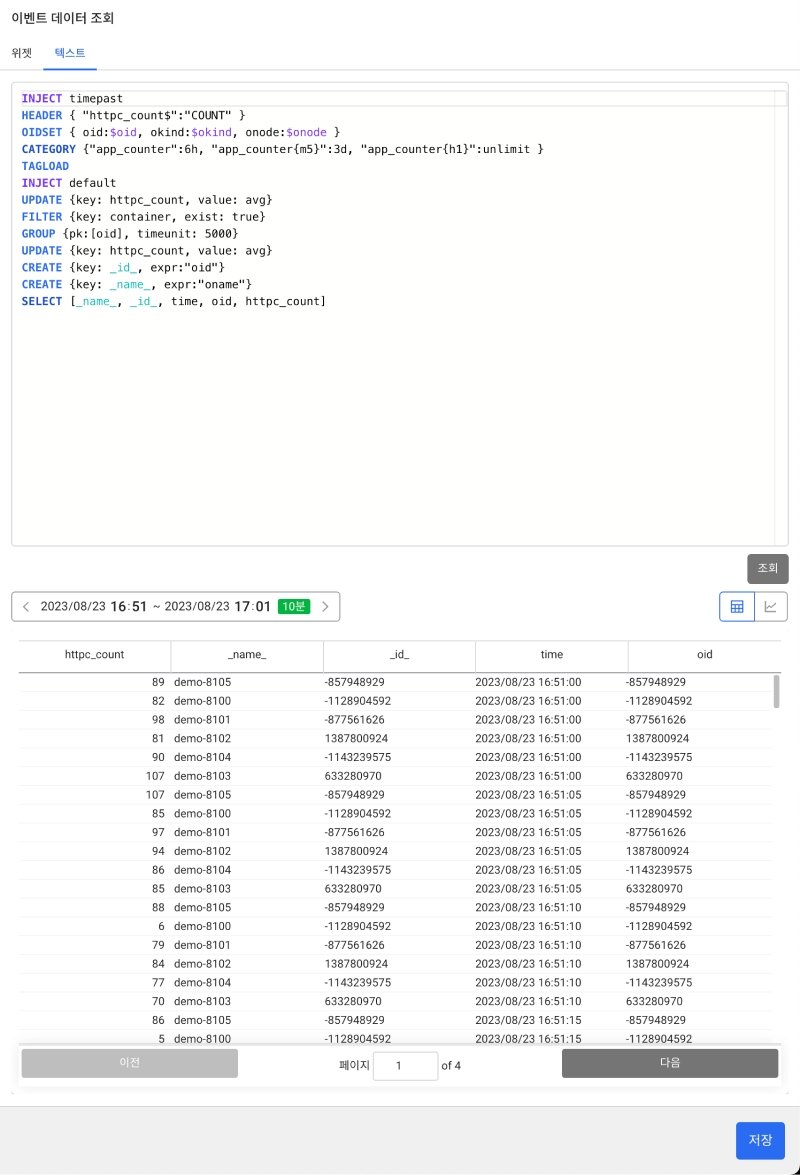 이벤트 데이터 조회
위젯 텍스트
INJECT timepast
HEADER { "httpc_count$":"COUNT" }
OIDSET { oid:$oid, okind:$okind, onode:$onode }
CATEGORY {"app_counter":6h, "app_counter{m5}":3d, "app_counter{h1}":unlimit }
TAGLOAD
INJECT default
UPDATE {key: httpc_count, value: avg}
FILTER {key: container, exist: true}
GROUP {pk:[oid], timeunit: 5000}
UPDATE {key: httpc_count, value: avg}
CREATE {key: _id_, expr:"oid"}
CREATE {key: _name_, expr:"oname"}
SELECT [_name_, _id_, time, oid, httpc_count]
조회
2023/08/23 16:51 ~ 2023/08/23 17:01 10분
httpc_count _name_ _id_ time oid
89 demo-8105 -857948929 2023/08/23 16:51:00 -857948929
82 demo-8100 -1128904592 2023/08/23 16:51:00 -1128904592
98 demo-8101 -877561626 2023/08/23 16:51:00 -877561626
81 demo-8102 1387800924 2023/08/23 16:51:00 1387800924
90 demo-8104 -1143239575 2023/08/23 16:51:00 -1143239575
107 demo-8103 633280970 2023/08/23 16:51:00 633280970
107 demo-8105 -857948929 2023/08/23 16:51:05 -857948929
85 demo-8100 -1128904592 2023/08/23 16:51:05 -1128904592
97 demo-8101 -877561626 2023/08/23 16:51:05 -877561626
94 demo-8102 1387800924 2023/08/23 16:51:05 1387800924
86 demo-8104 -1143239575 2023/08/23 16:51:05 -1143239575
85 demo-8103 633280970 2023/08/23 16:51:05 633280970
88 demo-8105 -857948929 2023/08/23 16:51:10 -857948929
6 demo-8100 -1128904592 2023/08/23 16:51:10 -1128904592
79 demo-8101 -877561626 2023/08/23 16:51:10 -877561626
84 demo-8102 1387800924 2023/08/23 16:51:10 1387800924
77 demo-8104 -1143239575 2023/08/23 16:51:10 -1143239575
70 demo-8103 633280970 2023/08/23 16:51:10 633280970
86 demo-8105 -857948929 2023/08/23 16:51:15 -857948929
5 demo-8100 -1128904592 2023/08/23 16:51:15 -1128904592
이전 페이지 1 of 4 다음
저장